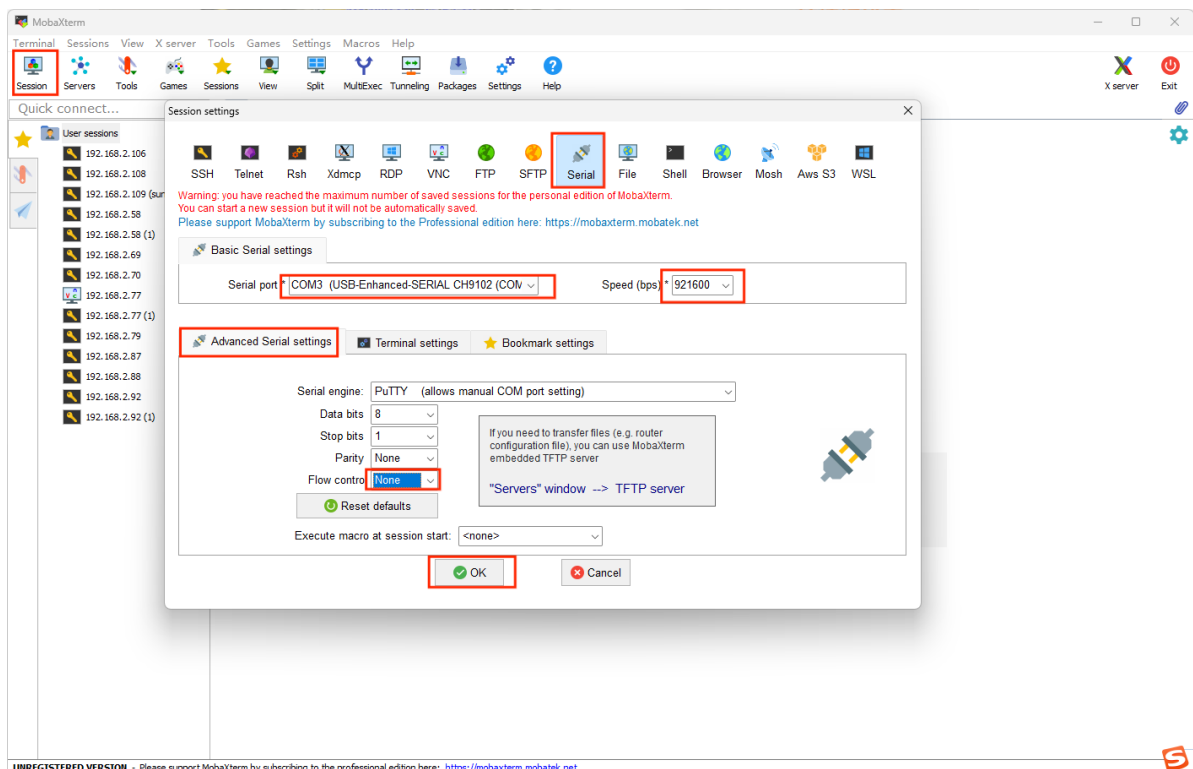 MobaXterm
Terminal Sessions View X server Tools Games Settings Macros Help
Session Servers Tools Games Sessions View Split MultiExec Tunneling Packages Settings Help X server Exit
Quick connect...
User sessions
192.168.2.106
192.168.2.108
192.168.2.109 (sur
192.168.2.58
192.168.2.58 (1)
192.168.2.69
192.168.2.70
192.168.2.77
192.168.2.77 (1)
192.168.2.79
192.168.2.87
192.168.2.88
192.168.2.92
192.168.2.92 (1)
Session settings
SSH Telnet Rsh Xdmcp RDP VNC FTP SFTP Serial File Shell Browser Mosh Aws S3 WSL
Warning: you have reached the maximum number of saved sessions for the personal edition of MobaXterm.
You can start a new session but it will not be automatically saved.
Please support MobaXterm by subscribing to the Professional edition here: https://mobaxterm.mobatek.net
Basic Serial settings
Serial port * COM3 (USB-Enhanced-SERIAL CH9102 (COM Speed (bps) * 921600
Advanced Serial settings Terminal settings Bookmark settings
Serial engine: PuTTY (allows manual COM port setting)
Data bits 8
Stop bits 1
Parity None
Flow control None
Reset defaults
If you need to transfer files (e.g. router
configuration file), you can use MobaXterm
embedded TFTP server
"Servers" window --> TFTP server
Execute macro at session start: <none>
OK Cancel
UNREGISTERED VERSION - Please support MobaXterm by subscribing to the professional edition here: https://mobaxterm.mobatek.net